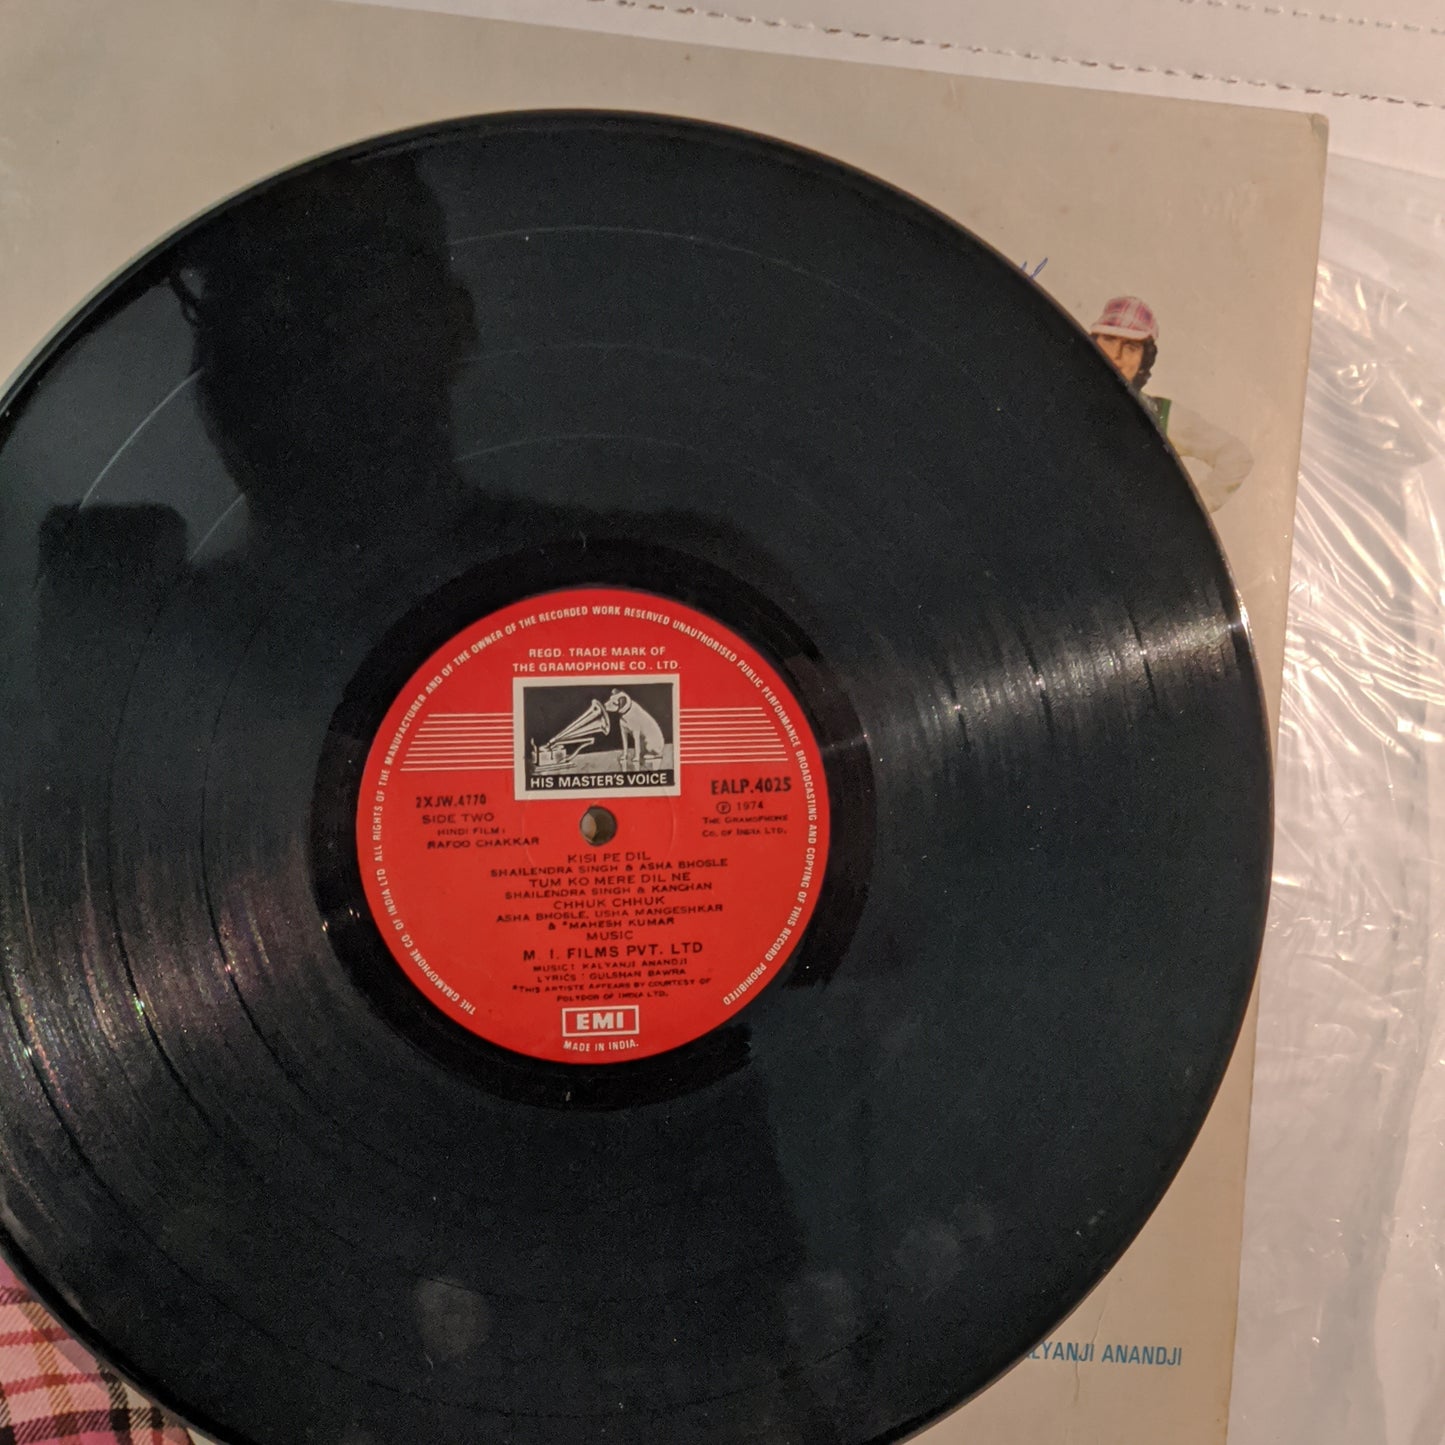 THE GRAMOPHONE CO. OF INDIA LTD. ALL RIGHTS OF THE MANUFACTURER AND OF THE OWNER OF THE RECORDED WORK RESERVED UNAUTHORISED PUBLIC PERFORMANCE BROADCASTING AND COPYING OF THIS RECORD PROHIBITED
REGD. TRADE MARK OF
THE GRAMOPHONE CO., LTD.
HIS MASTER'S VOICE
2XJW.4770
SIDE TWO
HINDI FILM:
RAFOO CHAKKAR
EALP.4025
Ⓟ 1974
THE GRAMOPHONE
CO. OF INDIA LTD.
KISI PE DIL
SHAILENDRA SINGH & ASHA BHOSLE
TUM KO MERE DIL NE
SHAILENDRA SINGH & KANCHAN
CHHUK CHHUK
ASHA BHOSLE, USHA MANGESHKAR
& *MAHESH KUMAR
MUSIC
M. I. FILMS PVT. LTD
MUSIC: KALYANJI ANANDJI
LYRICS: GULSHAN BAWRA
*THIS ARTISTE APPEARS BY COURTESY OF
POLYDOR OF INDIA LTD.
EMI
MADE IN INDIA.
ALYANJI ANANDJI